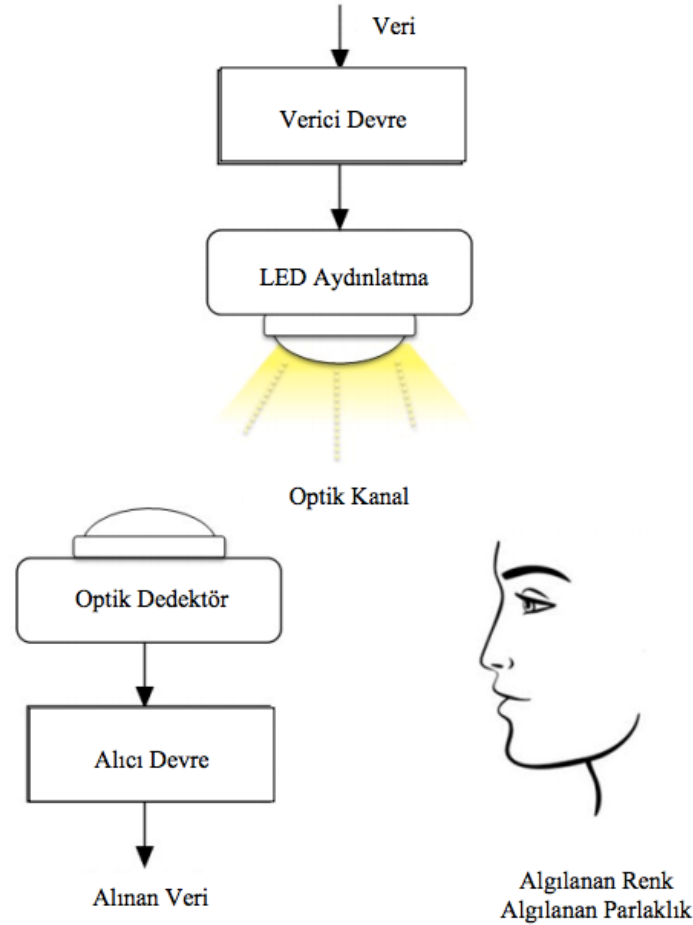 Veri
Verici Devre
LED Aydınlatma
Optik Kanal
Optik Dedektör
Alıcı Devre
Alınan Veri
Algılanan Renk
Algılanan Parlaklık